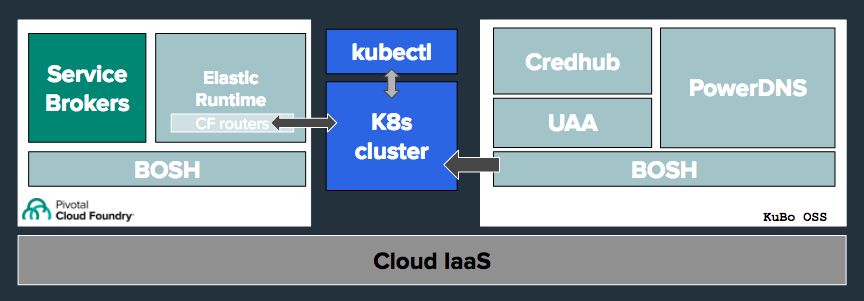 Service
Brokers
Elastic
Runtime
CF routers
BOSH
Pivotal
Cloud Foundry
kubectl
K8s
cluster
Credhub
UAA
PowerDNS
BOSH
KuBo OSS
Cloud IaaS